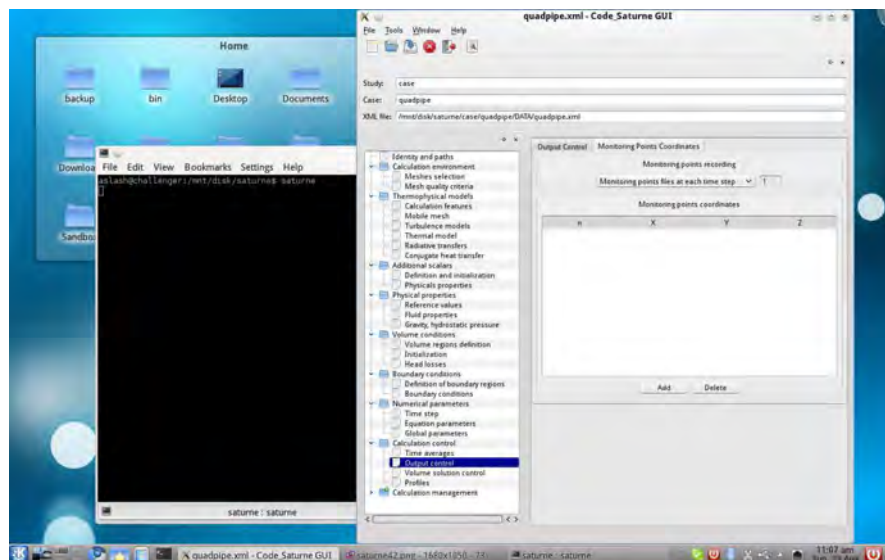 Home
backup
bin
Desktop
Documents
File Edit View Bookmarks Settings Help
aslash@challenger:/mnt/disk/saturne$ saturne
saturne : saturne
quadpipe.xml - Code_Saturne GUI
File Tools Window Help
Study: case
Case: quadpipe
XML file: /mnt/disk/saturne/case/quadpipe/DATA/quadpipe.xml
Identity and paths
Calculation environment
Meshes selection
Mesh quality criteria
Thermophysical models
Calculation features
Mobile mesh
Turbulence models
Thermal model
Radiative transfers
Conjugate heat transfer
Additional scalars
Definition and initialization
Physicals properties
Physical properties
Reference values
Fluid properties
Gravity, hydrostatic pressure
Volume conditions
Volume regions definition
Initialization
Head losses
Boundary conditions
Definition of boundary regions
Boundary conditions
Numerical parameters
Time step
Equation parameters
Global parameters
Calculation control
Time averages
Output control
Volume solution control
Profiles
Calculation management
Output Control Monitoring Points Coordinates
Monitoring points recording
Monitoring points files at each time step 1
Monitoring points coordinates
n X Y Z
Add Delete
quadpipe.xml - Code_Saturne GUI
saturne42.png - 1680x1050
saturne : saturne
11:07 am